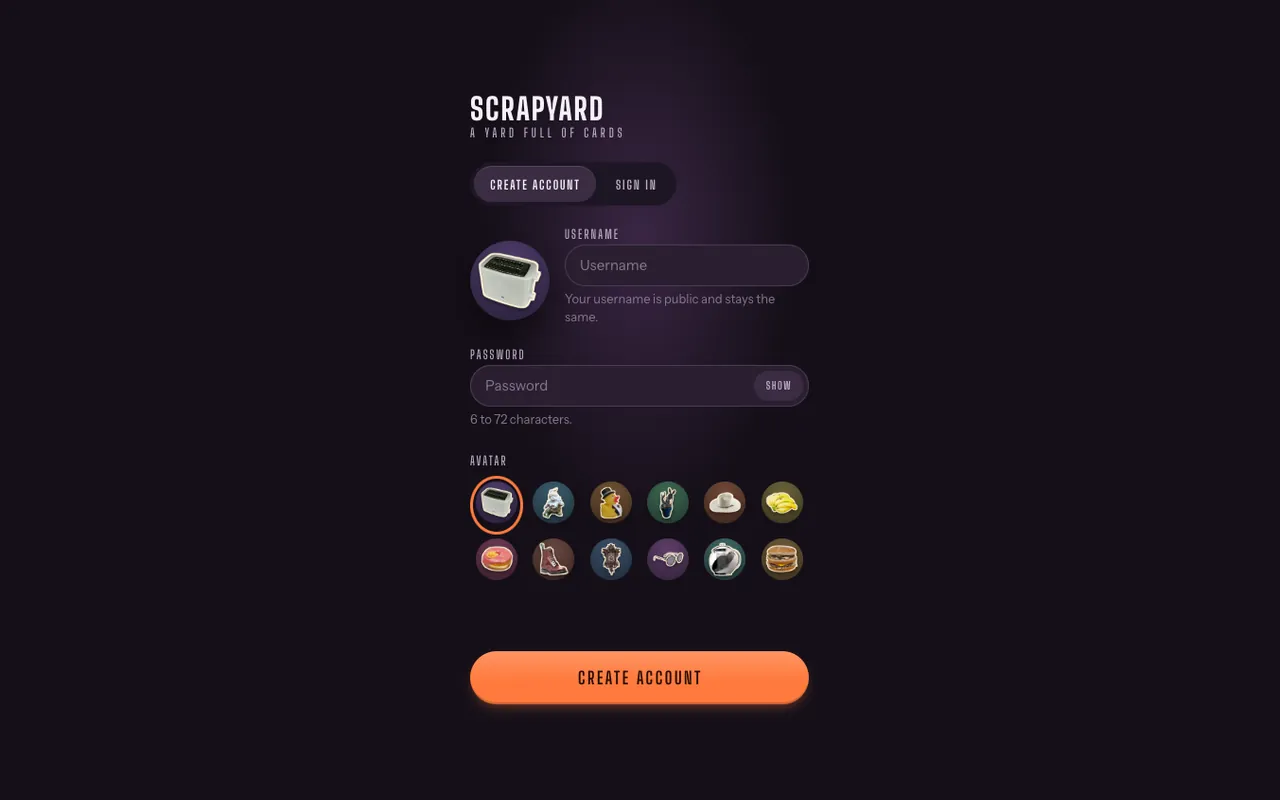 SCRAPYARD
A YARD FULL OF CARDS
CREATE ACCOUNT
SIGN IN
USERNAME
Username
Your username is public and stays the
same.
PASSWORD
Password
SHOW
6 to 72 characters.
AVATAR
CREATE ACCOUNT